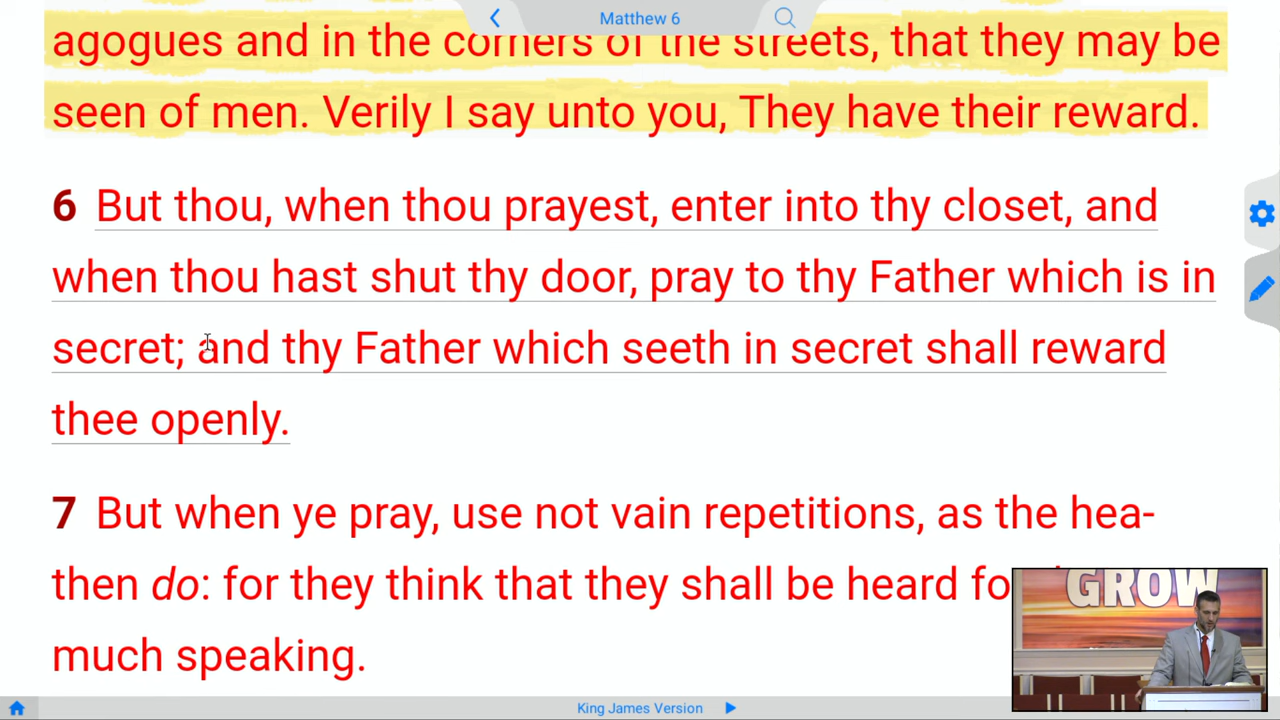 Matthew 6
agogues and in the corners of the streets, that they may be
seen of men. Verily I say unto you, They have their reward.
6 But thou, when thou prayest, enter into thy closet, and
when thou hast shut thy door, pray to thy Father which is in
secret; and thy Father which seeth in secret shall reward
thee openly.
7 But when ye pray, use not vain repetitions, as the hea-
then do: for they think that they shall be heard
much speaking.
GROW
King James Version